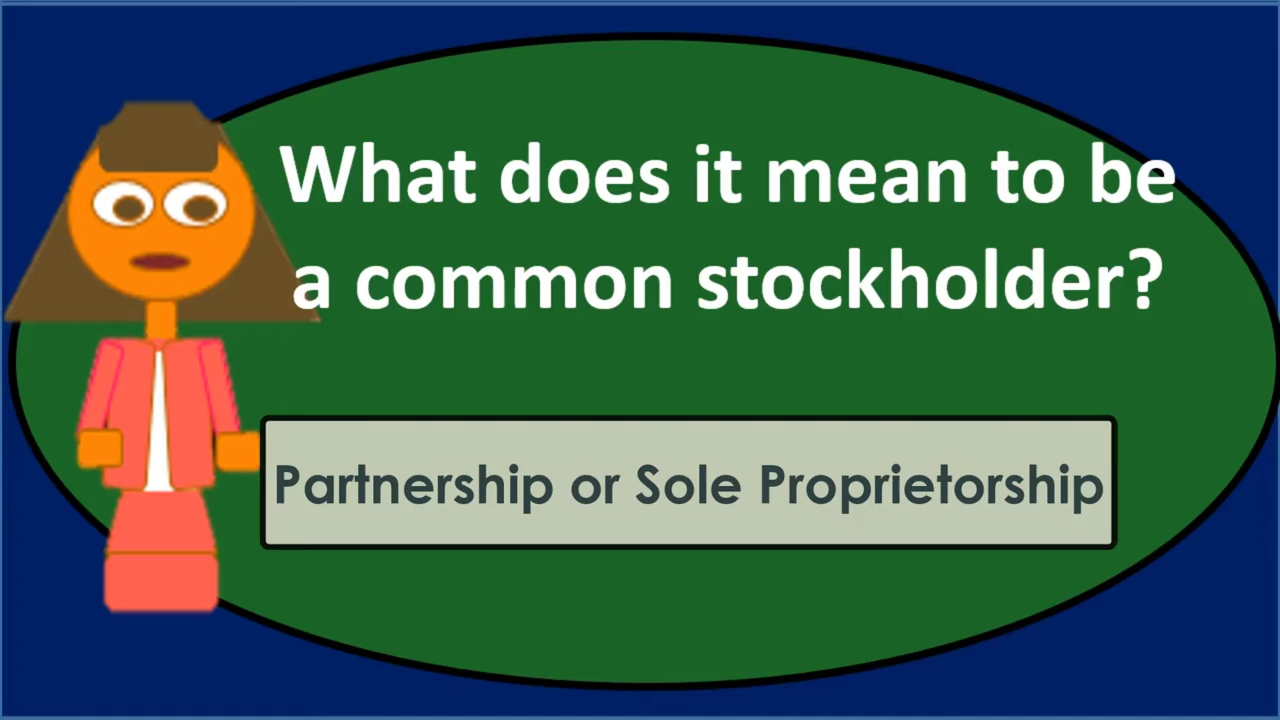 What does it mean to be
a common stockholder?
Partnership or Sole Proprietorship